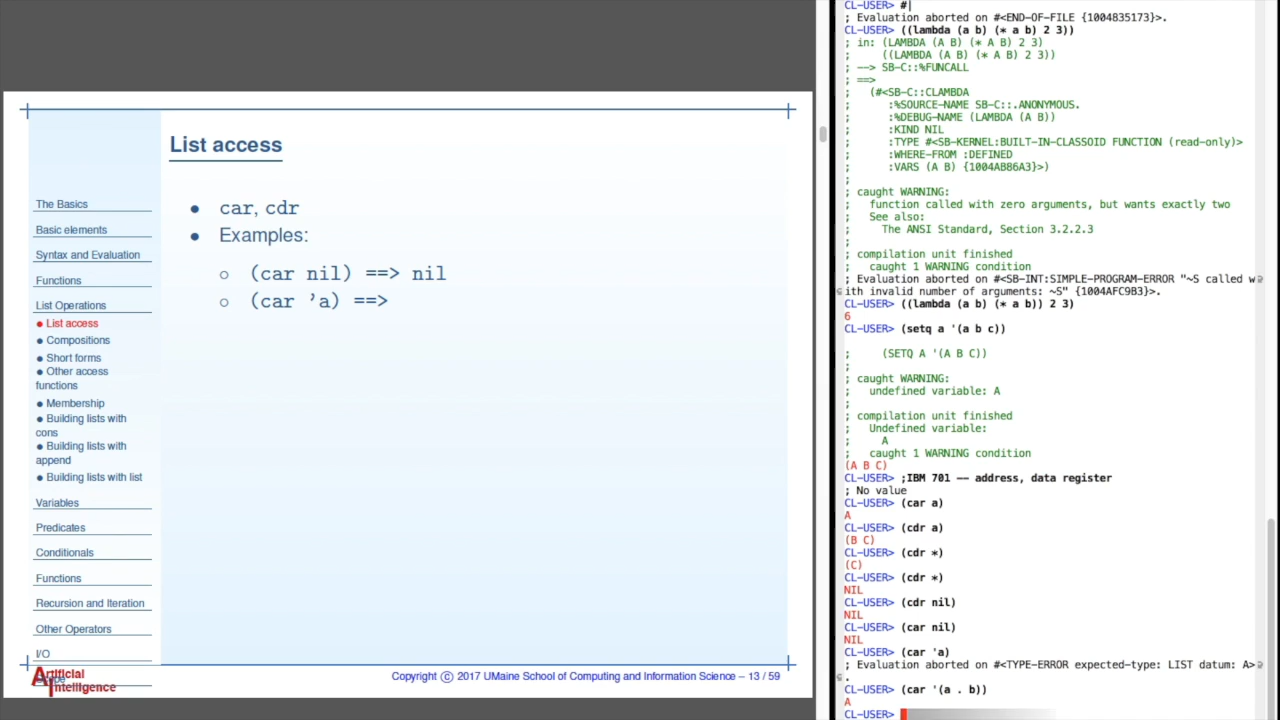 List access
● car, cdr
● Examples:
○ (car nil) ==> nil
○ (car 'a) ==>
The Basics
Basic elements
Syntax and Evaluation
Functions
List Operations
● List access
● Compositions
● Short forms
● Other access
functions
● Membership
● Building lists with
cons
● Building lists with
append
● Building lists with list
Variables
Predicates
Conditionals
Functions
Recursion and Iteration
Other Operators
I/O
Artificial
Intelligence
Copyright © 2017 UMaine School of Computing and Information Science – 13 / 59
CL-USER> #|
; Evaluation aborted on #<END-OF-FILE {1004835173}>.
CL-USER> ((lambda (a b) (* a b) 2 3))
; in: (LAMBDA (A B) (* A B) 2 3)
;     ((LAMBDA (A B) (* A B) 2 3))
; --> SB-C::%FUNCALL
; ==>
;   (#<SB-C::CLAMBDA
;      :%SOURCE-NAME SB-C::.ANONYMOUS.
;      :%DEBUG-NAME (LAMBDA (A B))
;      :KIND NIL
;      :TYPE #<SB-KERNEL:BUILT-IN-CLASSOID FUNCTION (read-only)>
;      :WHERE-FROM :DEFINED
;      :VARS (A B) {1004AB86A3}>)
;
; caught WARNING:
;   function called with zero arguments, but wants exactly two
;   See also:
;     The ANSI Standard, Section 3.2.2.3
;
; compilation unit finished
;   caught 1 WARNING condition
; Evaluation aborted on #<SB-INT:SIMPLE-PROGRAM-ERROR "~S called w
ith invalid number of arguments: ~S" {1004AFC9B3}>.
CL-USER> ((lambda (a b) (* a b)) 2 3)
6
CL-USER> (setq a '(a b c))
;     (SETQ A '(A B C))
;
; caught WARNING:
;   undefined variable: A
;
; compilation unit finished
;   Undefined variable:
;     A
;   caught 1 WARNING condition
(A B C)
CL-USER> ;IBM 701 -- address, data register
; No value
CL-USER> (car a)
A
CL-USER> (cdr a)
(B C)
CL-USER> (cdr *)
(C)
CL-USER> (cdr *)
NIL
CL-USER> (cdr nil)
NIL
CL-USER> (car nil)
NIL
CL-USER> (car 'a)
; Evaluation aborted on #<TYPE-ERROR expected-type: LIST datum: A>
.
CL-USER> (car '(a . b))
A
CL-USER>